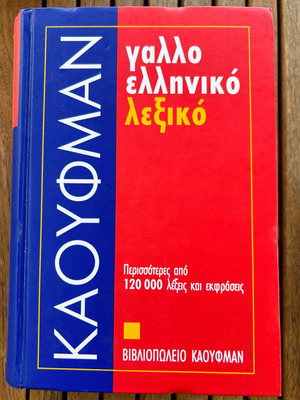 ΚΑΟΥΦΜΑΝ
γαλλο
ελληνικό
λεξικό
Περισσότερες από
120 000 λέξεις και εκφράσεις
ΒΙΒΛΙΟΠΩΛΕΙΟ ΚΑΟΥΦΜΑΝ